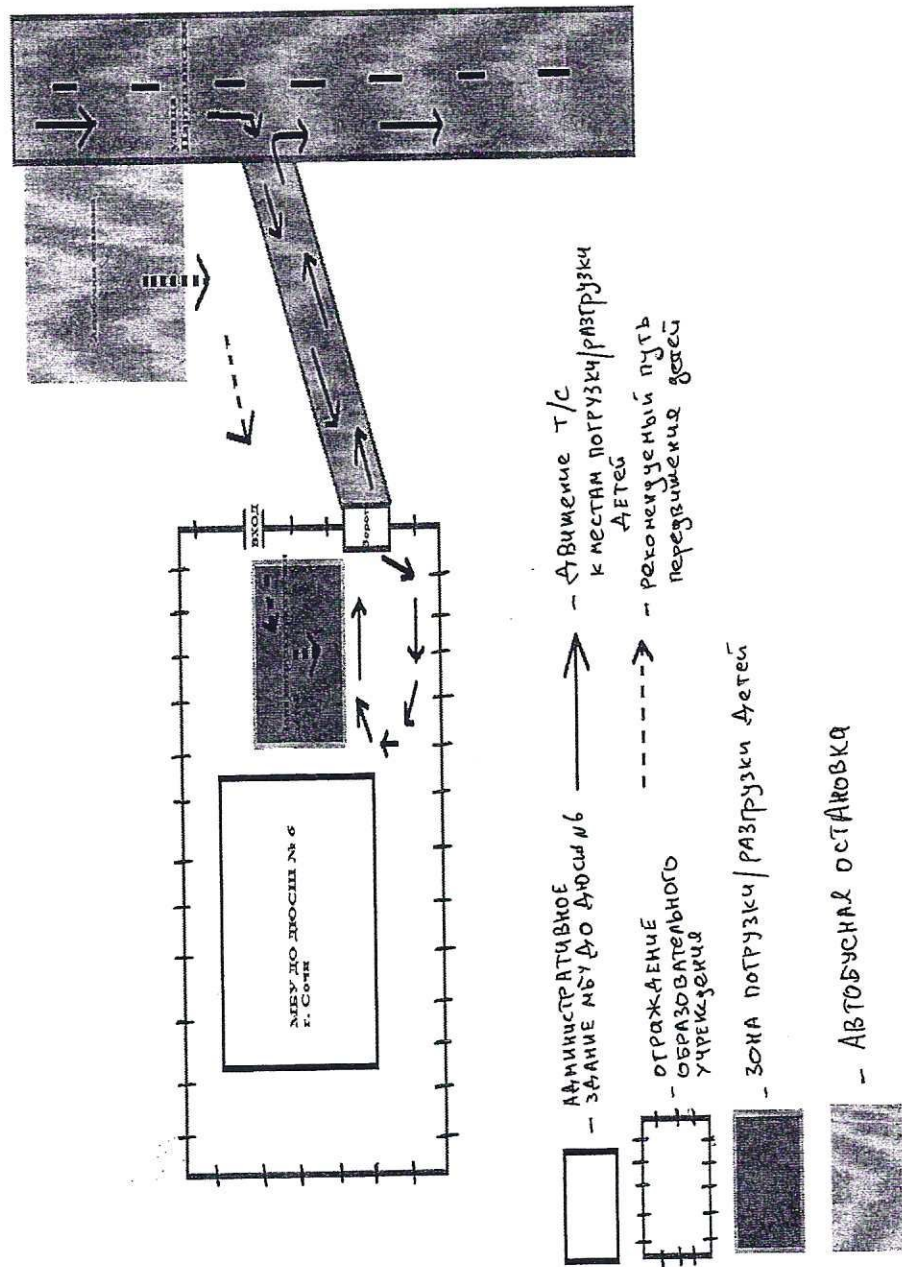 ВХОД
МБУ ДО ДЮСШ № 6
г. Сочи
– АДМИНИСТРАТИВНОЕ
ЗДАНИЕ МБУ ДО ДЮСШ №6
– ОГРАЖДЕНИЕ
ОБРАЗОВАТЕЛЬНОГО
УЧРЕЖДЕНИЯ
– ЗОНА ПОГРУЗКИ/РАЗГРУЗКИ ДЕТЕЙ
– АВТОБУСНАЯ ОСТАНОВКА
– ДВИЖЕНИЕ Т/С
К МЕСТАМ ПОГРУЗКИ/РАЗГРУЗКИ
ДЕТЕЙ
– рекомендуемый путь
передвижения детей